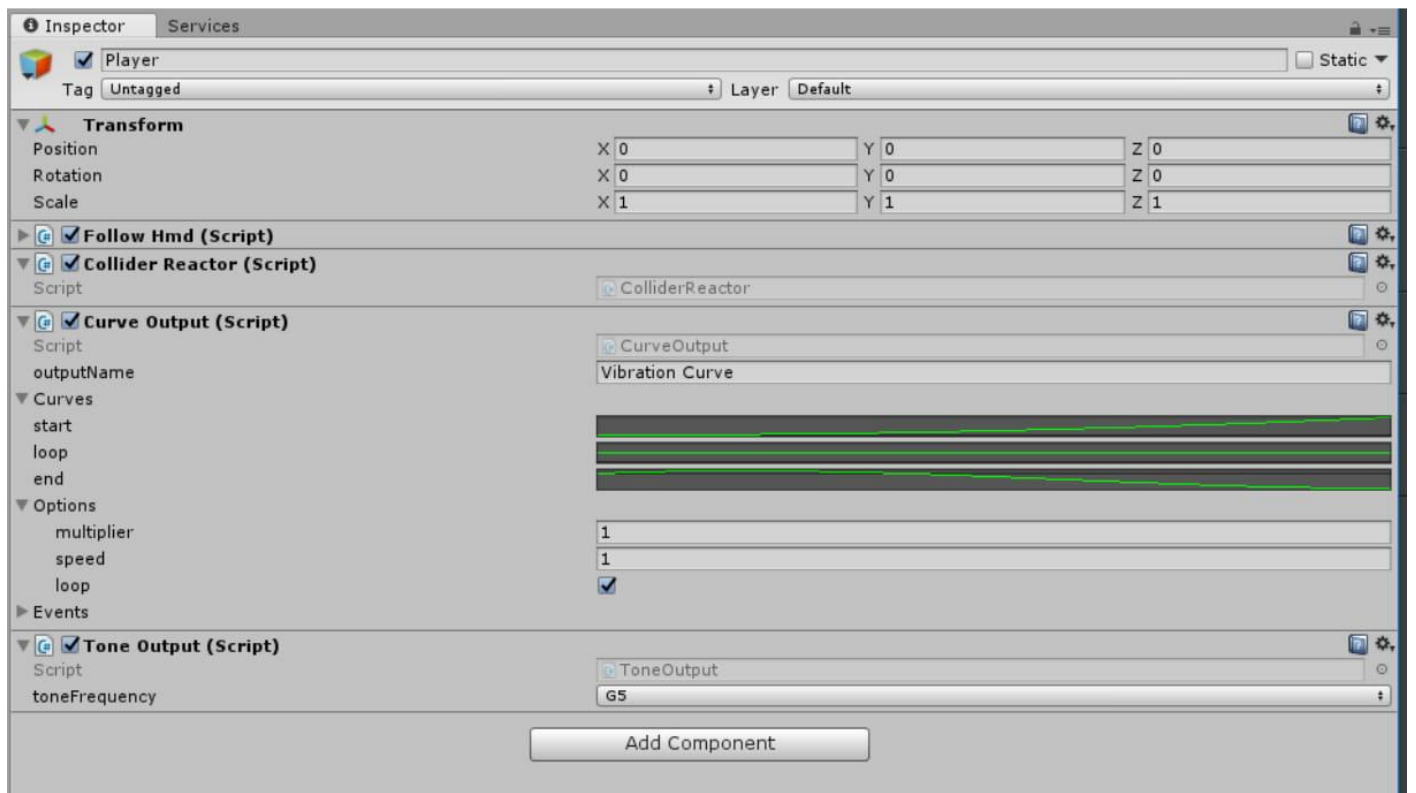 Inspector Services
Player Static
Tag Untagged Layer Default
Transform
Position X 0 Y 0 Z 0
Rotation X 0 Y 0 Z 0
Scale X 1 Y 1 Z 1
Follow Hmd (Script)
Collider Reactor (Script)
Script ColliderReactor
Curve Output (Script)
Script CurveOutput
outputName Vibration Curve
Curves
start
loop
end
Options
multiplier 1
speed 1
loop
Events
Tone Output (Script)
Script ToneOutput
toneFrequency G5
Add Component